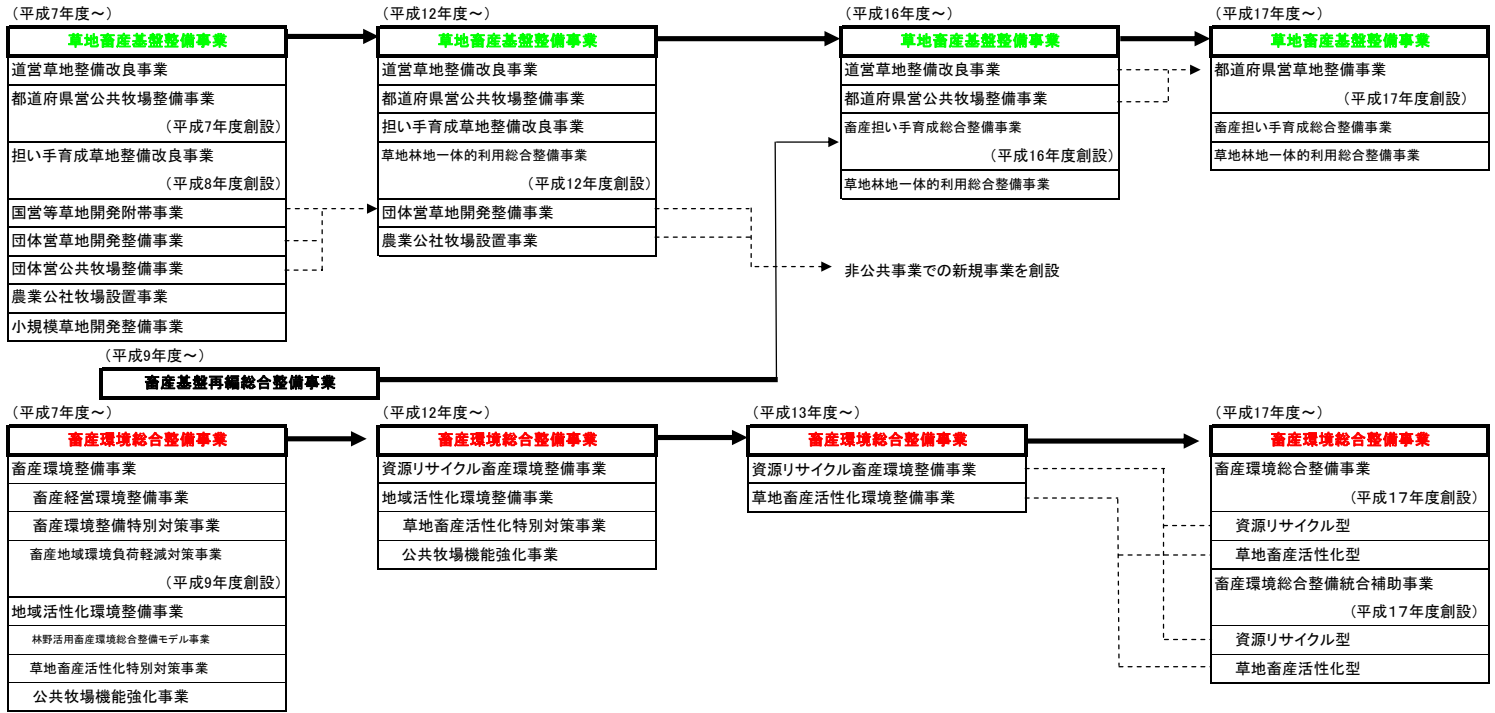 （平成7年度～）
草地畜産基盤整備事業
道営草地整備改良事業
都道府県営公共牧場整備事業
（平成7年度創設）
担い手育成草地整備改良事業
（平成8年度創設）
国営等草地開発附帯事業
団体営草地開発整備事業
団体営公共牧場整備事業
農業公社牧場設置事業
小規模草地開発整備事業
（平成12年度～）
草地畜産基盤整備事業
道営草地整備改良事業
都道府県営公共牧場整備事業
担い手育成草地整備改良事業
草地林地一体的利用総合整備事業
（平成12年度創設）
団体営草地開発整備事業
農業公社牧場設置事業
（平成16年度～）
草地畜産基盤整備事業
道営草地整備改良事業
都道府県営公共牧場整備事業
畜産担い手育成総合整備事業
（平成16年度創設）
草地林地一体的利用総合整備事業
非公共事業での新規事業を創設
（平成17年度～）
草地畜産基盤整備事業
都道府県営草地整備事業
（平成17年度創設）
畜産担い手育成総合整備事業
草地林地一体的利用総合整備事業
（平成9年度～）
畜産基盤再編総合整備事業
（平成7年度～）
畜産環境総合整備事業
畜産環境整備事業
畜産経営環境整備事業
畜産環境整備特別対策事業
畜産地域環境負荷軽減対策事業
（平成9年度創設）
地域活性化環境整備事業
林野活用畜産環境総合整備モデル事業
草地畜産活性化特別対策事業
公共牧場機能強化事業
（平成12年度～）
畜産環境総合整備事業
資源リサイクル畜産環境整備事業
地域活性化環境整備事業
草地畜産活性化特別対策事業
公共牧場機能強化事業
（平成13年度～）
畜産環境総合整備事業
資源リサイクル畜産環境整備事業
草地畜産活性化環境整備事業
（平成17年度～）
畜産環境総合整備事業
畜産環境総合整備事業
（平成１７年度創設）
資源リサイクル型
草地畜産活性化型
畜産環境総合整備統合補助事業
（平成１７年度創設）
資源リサイクル型
草地畜産活性化型